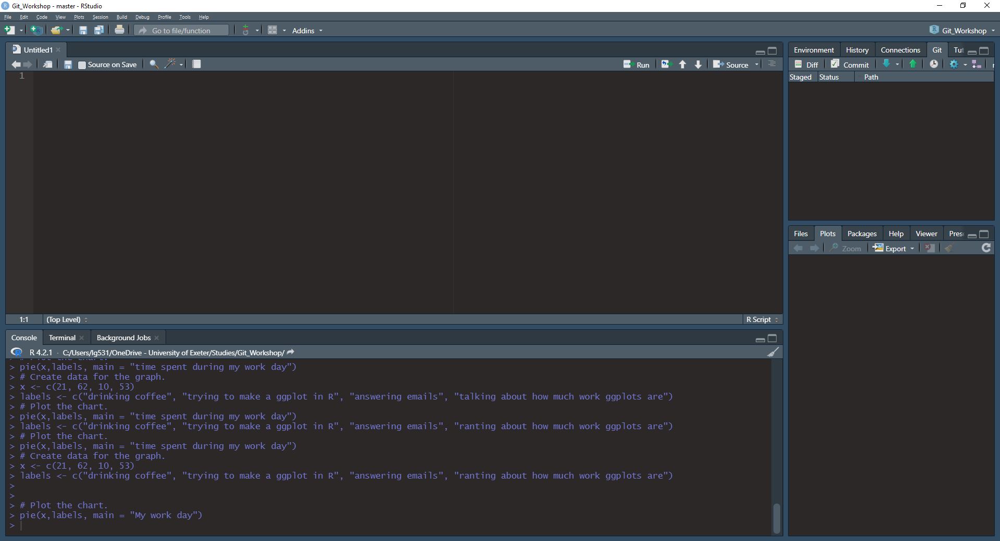 Git_Workshop - master - RStudio
File Edit Code View Plots Session Build Debug Profile Tools Help
Go to file/function Addins Git_Workshop
Untitled1
Source on Save Run Source
1
1:1 (Top Level) R Script
Console Terminal Background Jobs
R 4.2.1 · C:/Users/lg531/OneDrive - University of Exeter/Studies/Git_Workshop/
> # Plot the chart.
> pie(x,labels, main = "time spent during my work day")
> # Create data for the graph.
> x <- c(21, 62, 10, 53)
> labels <- c("drinking coffee", "trying to make a ggplot in R", "answering emails", "talking about how much work ggplots are")
> # Plot the chart.
> pie(x,labels, main = "time spent during my work day")
> labels <- c("drinking coffee", "trying to make a ggplot in R", "answering emails", "ranting about how much work ggplots are")
> # Plot the chart.
> pie(x,labels, main = "time spent during my work day")
> # Create data for the graph.
> x <- c(21, 62, 10, 53)
> labels <- c("drinking coffee", "trying to make a ggplot in R", "answering emails", "ranting about how much work ggplots are")
>
>
> # Plot the chart.
> pie(x,labels, main = "My work day")
>
Environment History Connections Git Tut
Diff Commit
Staged Status Path
Files Plots Packages Help Viewer Pres
Zoom Export